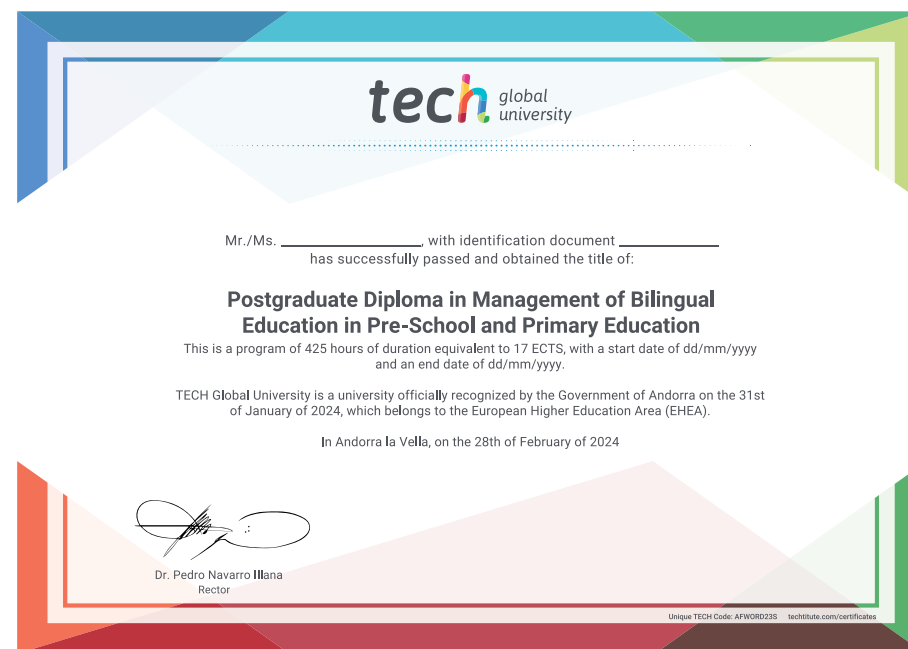 tech global
university
Mr./Ms. ____________________, with identification document ______________
has successfully passed and obtained the title of:
Postgraduate Diploma in Management of Bilingual
Education in Pre-School and Primary Education
This is a program of 425 hours of duration equivalent to 17 ECTS, with a start date of dd/mm/yyyy
and an end date of dd/mm/yyyy.
TECH Global University is a university officially recognized by the Government of Andorra on the 31st
of January of 2024, which belongs to the European Higher Education Area (EHEA).
In Andorra la Vella, on the 28th of February of 2024
Dr. Pedro Navarro Illana
Rector
Unique TECH Code: AFWORD23S techtitute.com/certificates